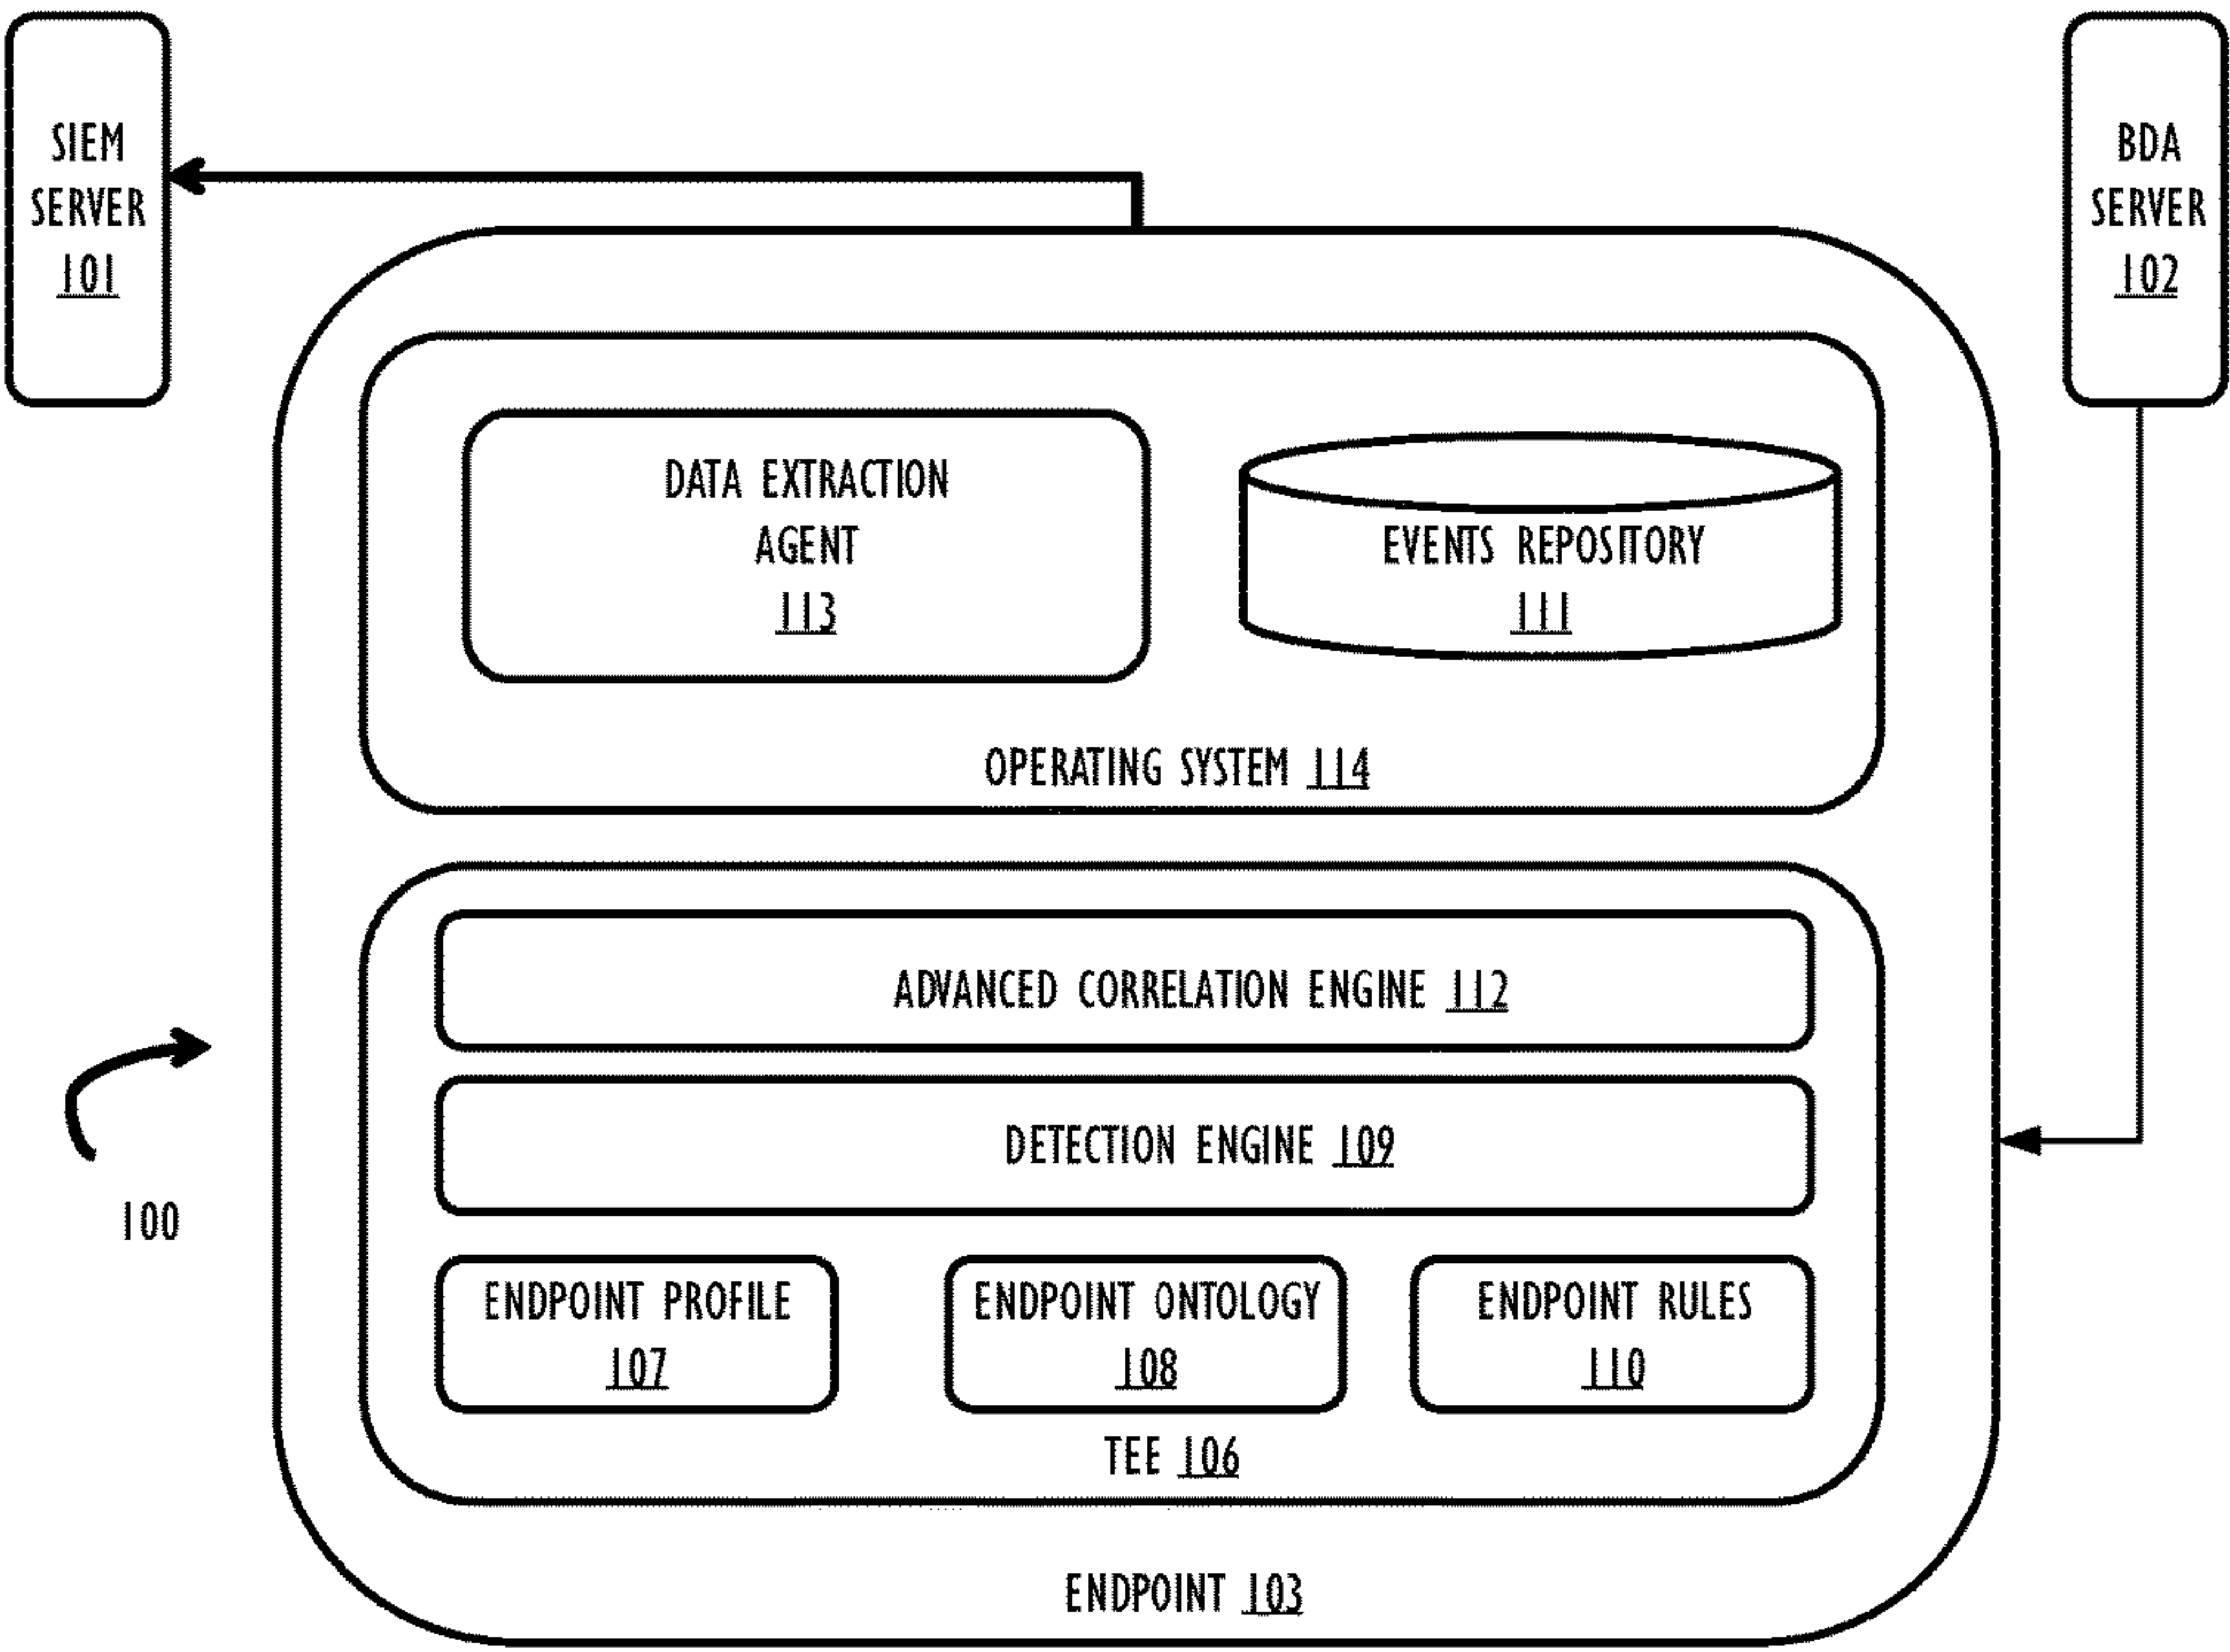 SIEM
SERVER
101
BDA
SERVER
102
DATA EXTRACTION
AGENT
113
EVENTS REPOSITORY
111
OPERATING SYSTEM 114
ADVANCED CORRELATION ENGINE 112
DETECTION ENGINE 109
100
ENDPOINT PROFILE
107
ENDPOINT ONTOLOGY
108
ENDPOINT RULES
110
TEE 106
ENDPOINT 103